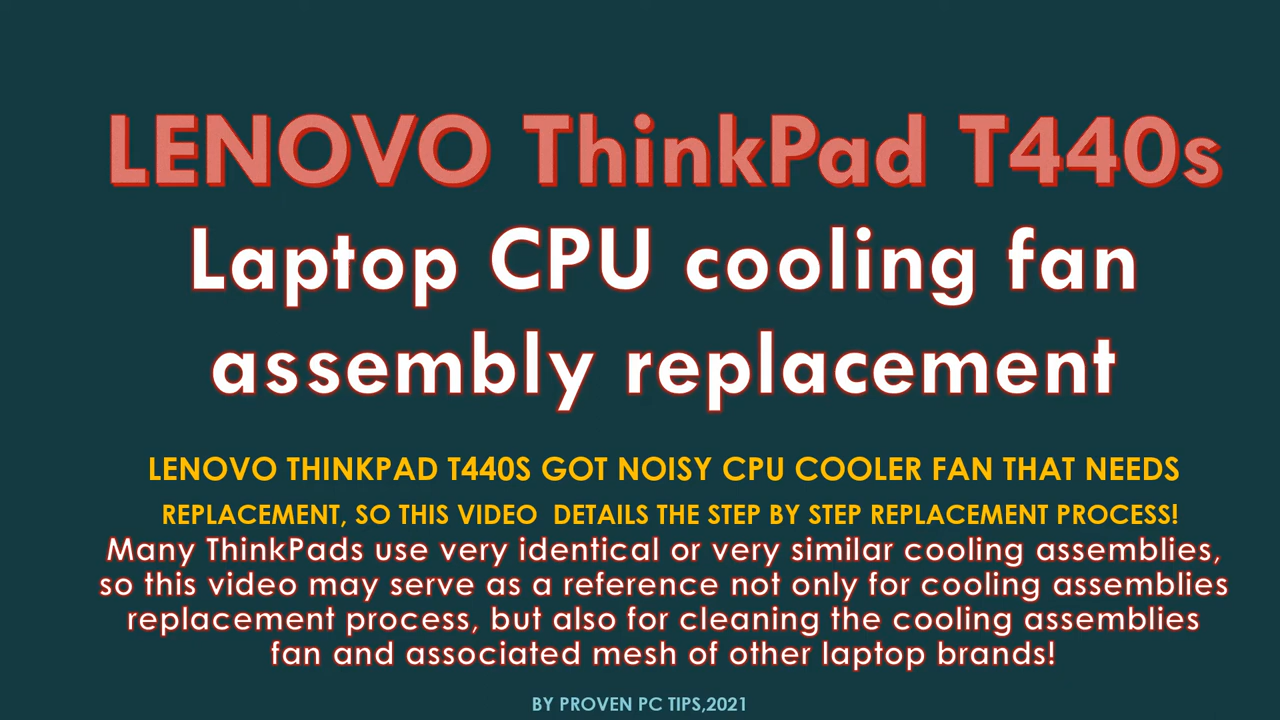 LENOVO ThinkPad T440s
Laptop CPU cooling fan
assembly replacement
LENOVO THINKPAD T440S GOT NOISY CPU COOLER FAN THAT NEEDS
REPLACEMENT, SO THIS VIDEO  DETAILS THE STEP BY STEP REPLACEMENT PROCESS!
Many ThinkPads use very identical or very similar cooling assemblies,
so this video may serve as a reference not only for cooling assemblies
replacement process, but also for cleaning the cooling assemblies
fan and associated mesh of other laptop brands!
BY PROVEN PC TIPS,2021